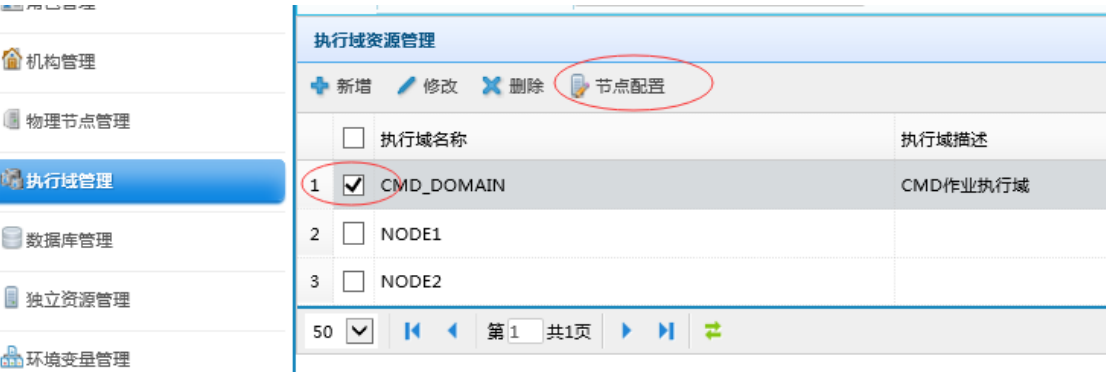 机构管理
物理节点管理
执行域管理
数据库管理
独立资源管理
环境变量管理
执行域资源管理
新增 修改 删除 节点配置
执行域名称 执行域描述
1 CMD_DOMAIN CMD作业执行域
2 NODE1
3 NODE2
50 第 1 共1页